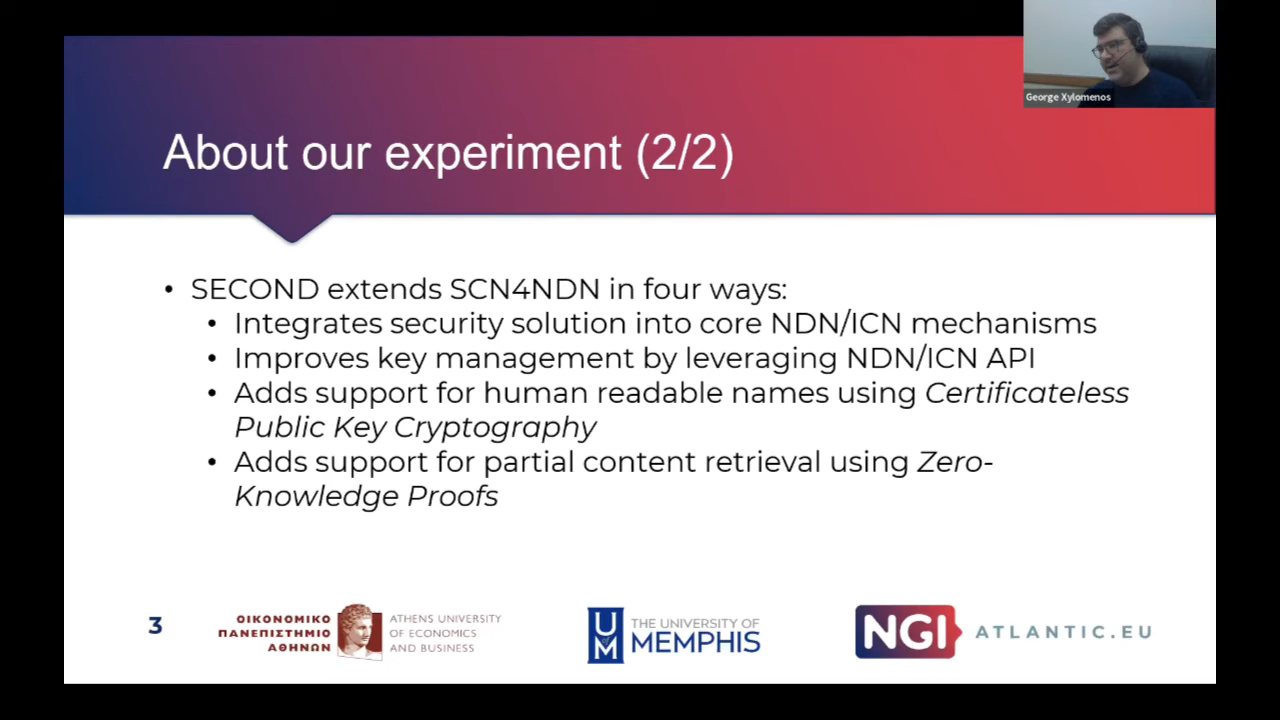 George Xylomenos
About our experiment (2/2)
• SECOND extends SCN4NDN in four ways:
• Integrates security solution into core NDN/ICN mechanisms
• Improves key management by leveraging NDN/ICN API
• Adds support for human readable names using Certificateless
Public Key Cryptography
• Adds support for partial content retrieval using Zero-
Knowledge Proofs
3
ΟΙΚΟΝΟΜΙΚΟ
ΠΑΝΕΠΙΣΤΗΜΙΟ
ΑΘΗΝΩΝ
ATHENS UNIVERSITY
OF ECONOMICS
AND BUSINESS
UM
THE UNIVERSITY OF
MEMPHIS
NGI ATLANTIC.EU